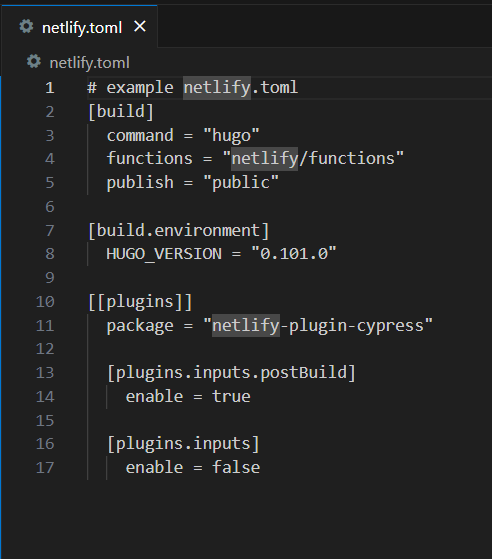 netlify.toml
netlify.toml
1 # example netlify.toml
2 [build]
3 command = "hugo"
4 functions = "netlify/functions"
5 publish = "public"
6
7 [build.environment]
8 HUGO_VERSION = "0.101.0"
9
10 [[plugins]]
11 package = "netlify-plugin-cypress"
12
13 [plugins.inputs.postBuild]
14 enable = true
15
16 [plugins.inputs]
17 enable = false